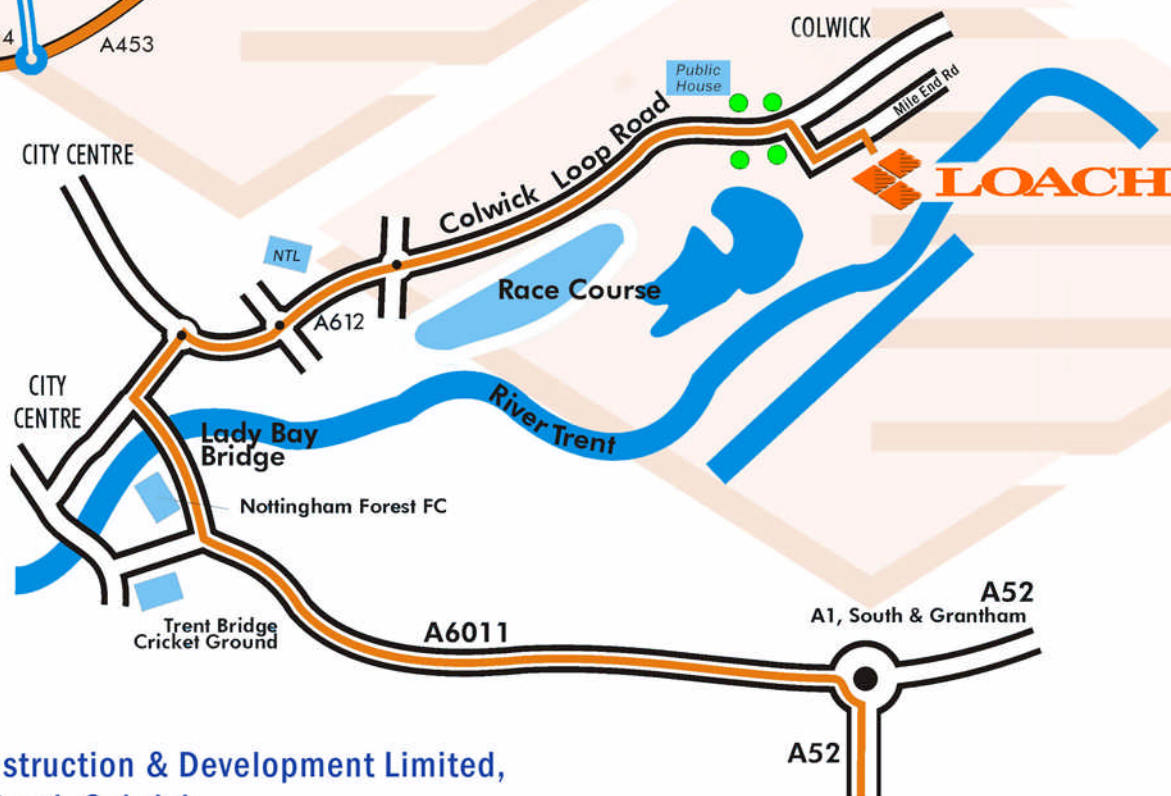 4
A453
COLWICK
Public
House
Mile End Rd
CITY CENTRE
LOACH
Colwick Loop Road
NTL
Race Course
A612
CITY
CENTRE
River Trent
Lady Bay
Bridge
Nottingham Forest FC
A52
A1, South & Grantham
Trent Bridge
Cricket Ground
A6011
A52
struction & Development Limited,